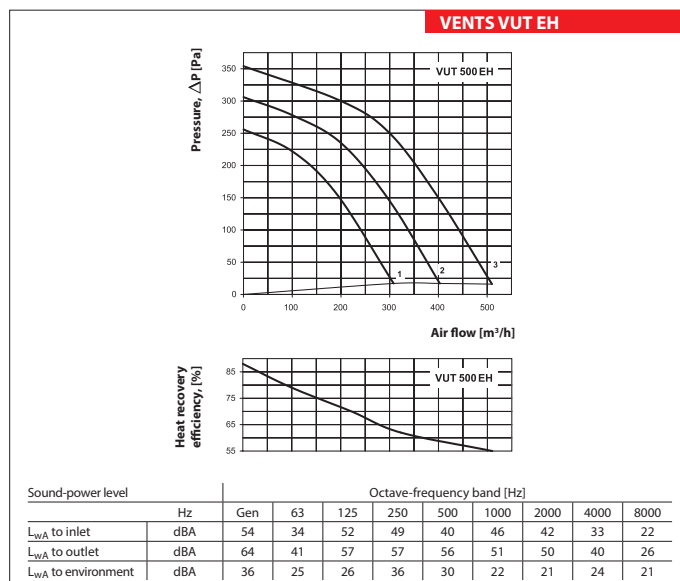 VENTS VUT EH
Pressure, △P [Pa]
VUT 500 EH
350
300
250
200
150
100
50
0
1
2
3
0 100 200 300 400 500
Air flow [m³/h]
Heat recovery
efficiency, [%]
VUT 500 EH
85
75
65
55
Sound-power level Octave-frequency band [Hz]
Hz Gen 63 125 250 500 1000 2000 4000 8000
LwA to inlet dBA 54 34 52 49 40 46 42 33 22
LwA to outlet dBA 64 41 57 57 56 51 50 40 26
LwA to environment dBA 36 25 26 36 30 22 21 24 21